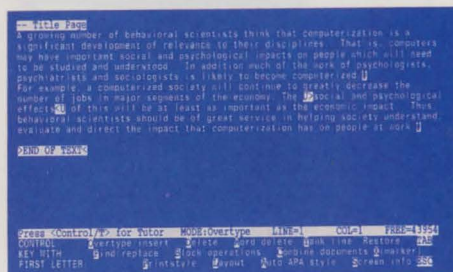 -- Title Page
A growing number of behavioral scientists think that computerization is a
significant development of relevance to their disciplines. That is, computers
may have important social and psychological impacts on people which will need
to be studied and understood. In addition much of the work of psychologists,
psychiatrists and sociologists is likely to become computerized.
For example, a computerized society will continue to greatly decrease the
number of jobs in major segments of the economy. The social and psychological
effects of this will be at least as important as the economic impact. Thus,
behavioral scientists should be of great service in helping society understand,
evaluate and direct the impact that computerization has on people at work.
>END OF TEXT<
Press <Control/T> for Tutor MODE:Overtype LINE=1 COL=1 FREE=43954
CONTROL Overtype insert Delete Word delete Yank line Restore TAB
KEY WITH Find replace Block operations Combine documents Qmaker
FIRST LETTER Printstyle Layout Auto APA style Screen info ESC